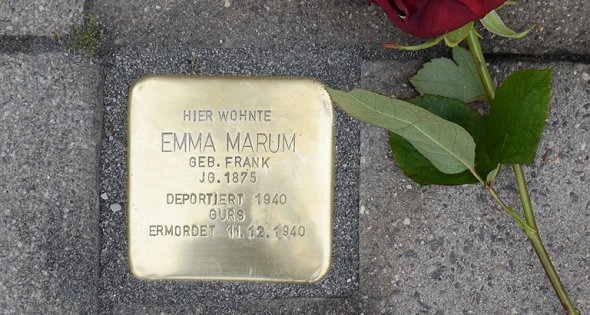 HIER WOHNTE
EMMA MARUM
GEB. FRANK
JG. 1875
DEPORTIERT 1940
GURS
ERMORDET 11.12.1940